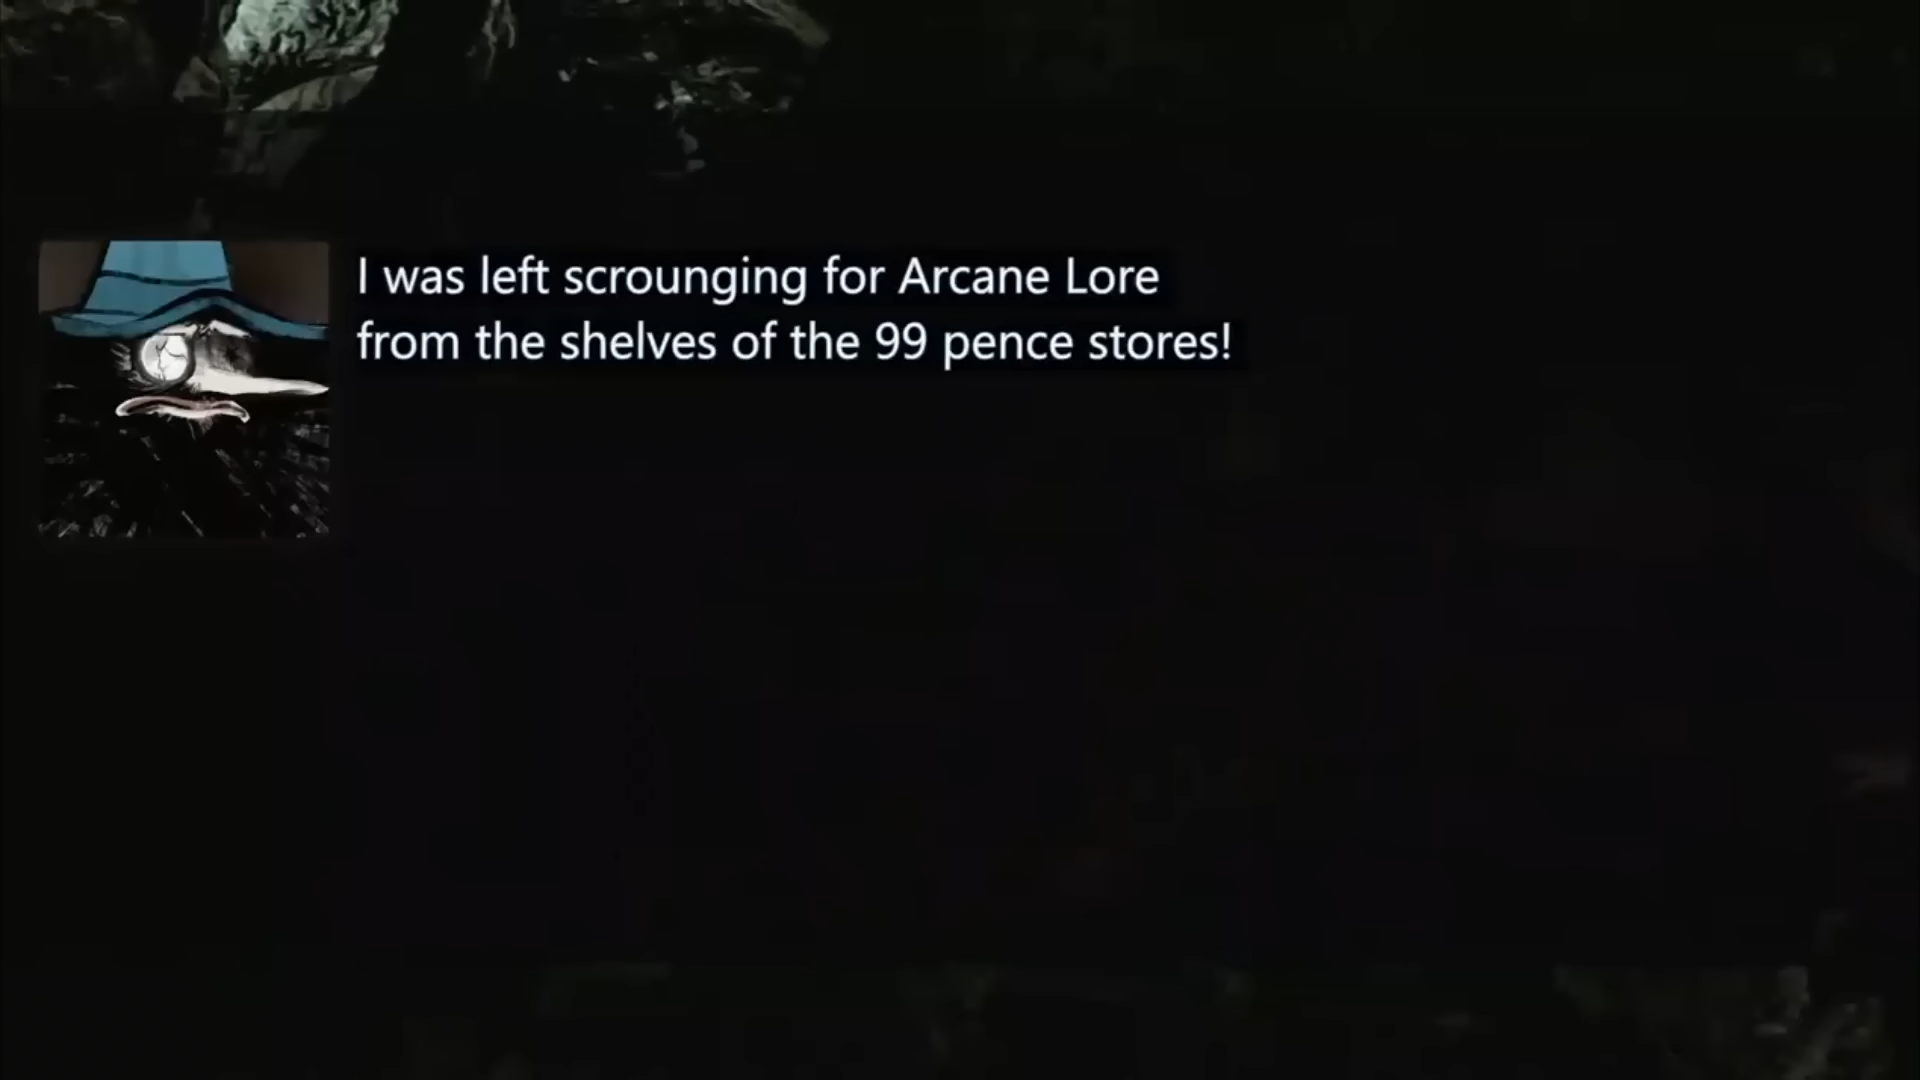 I was left scrounging for Arcane Lore
from the shelves of the 99 pence stores!